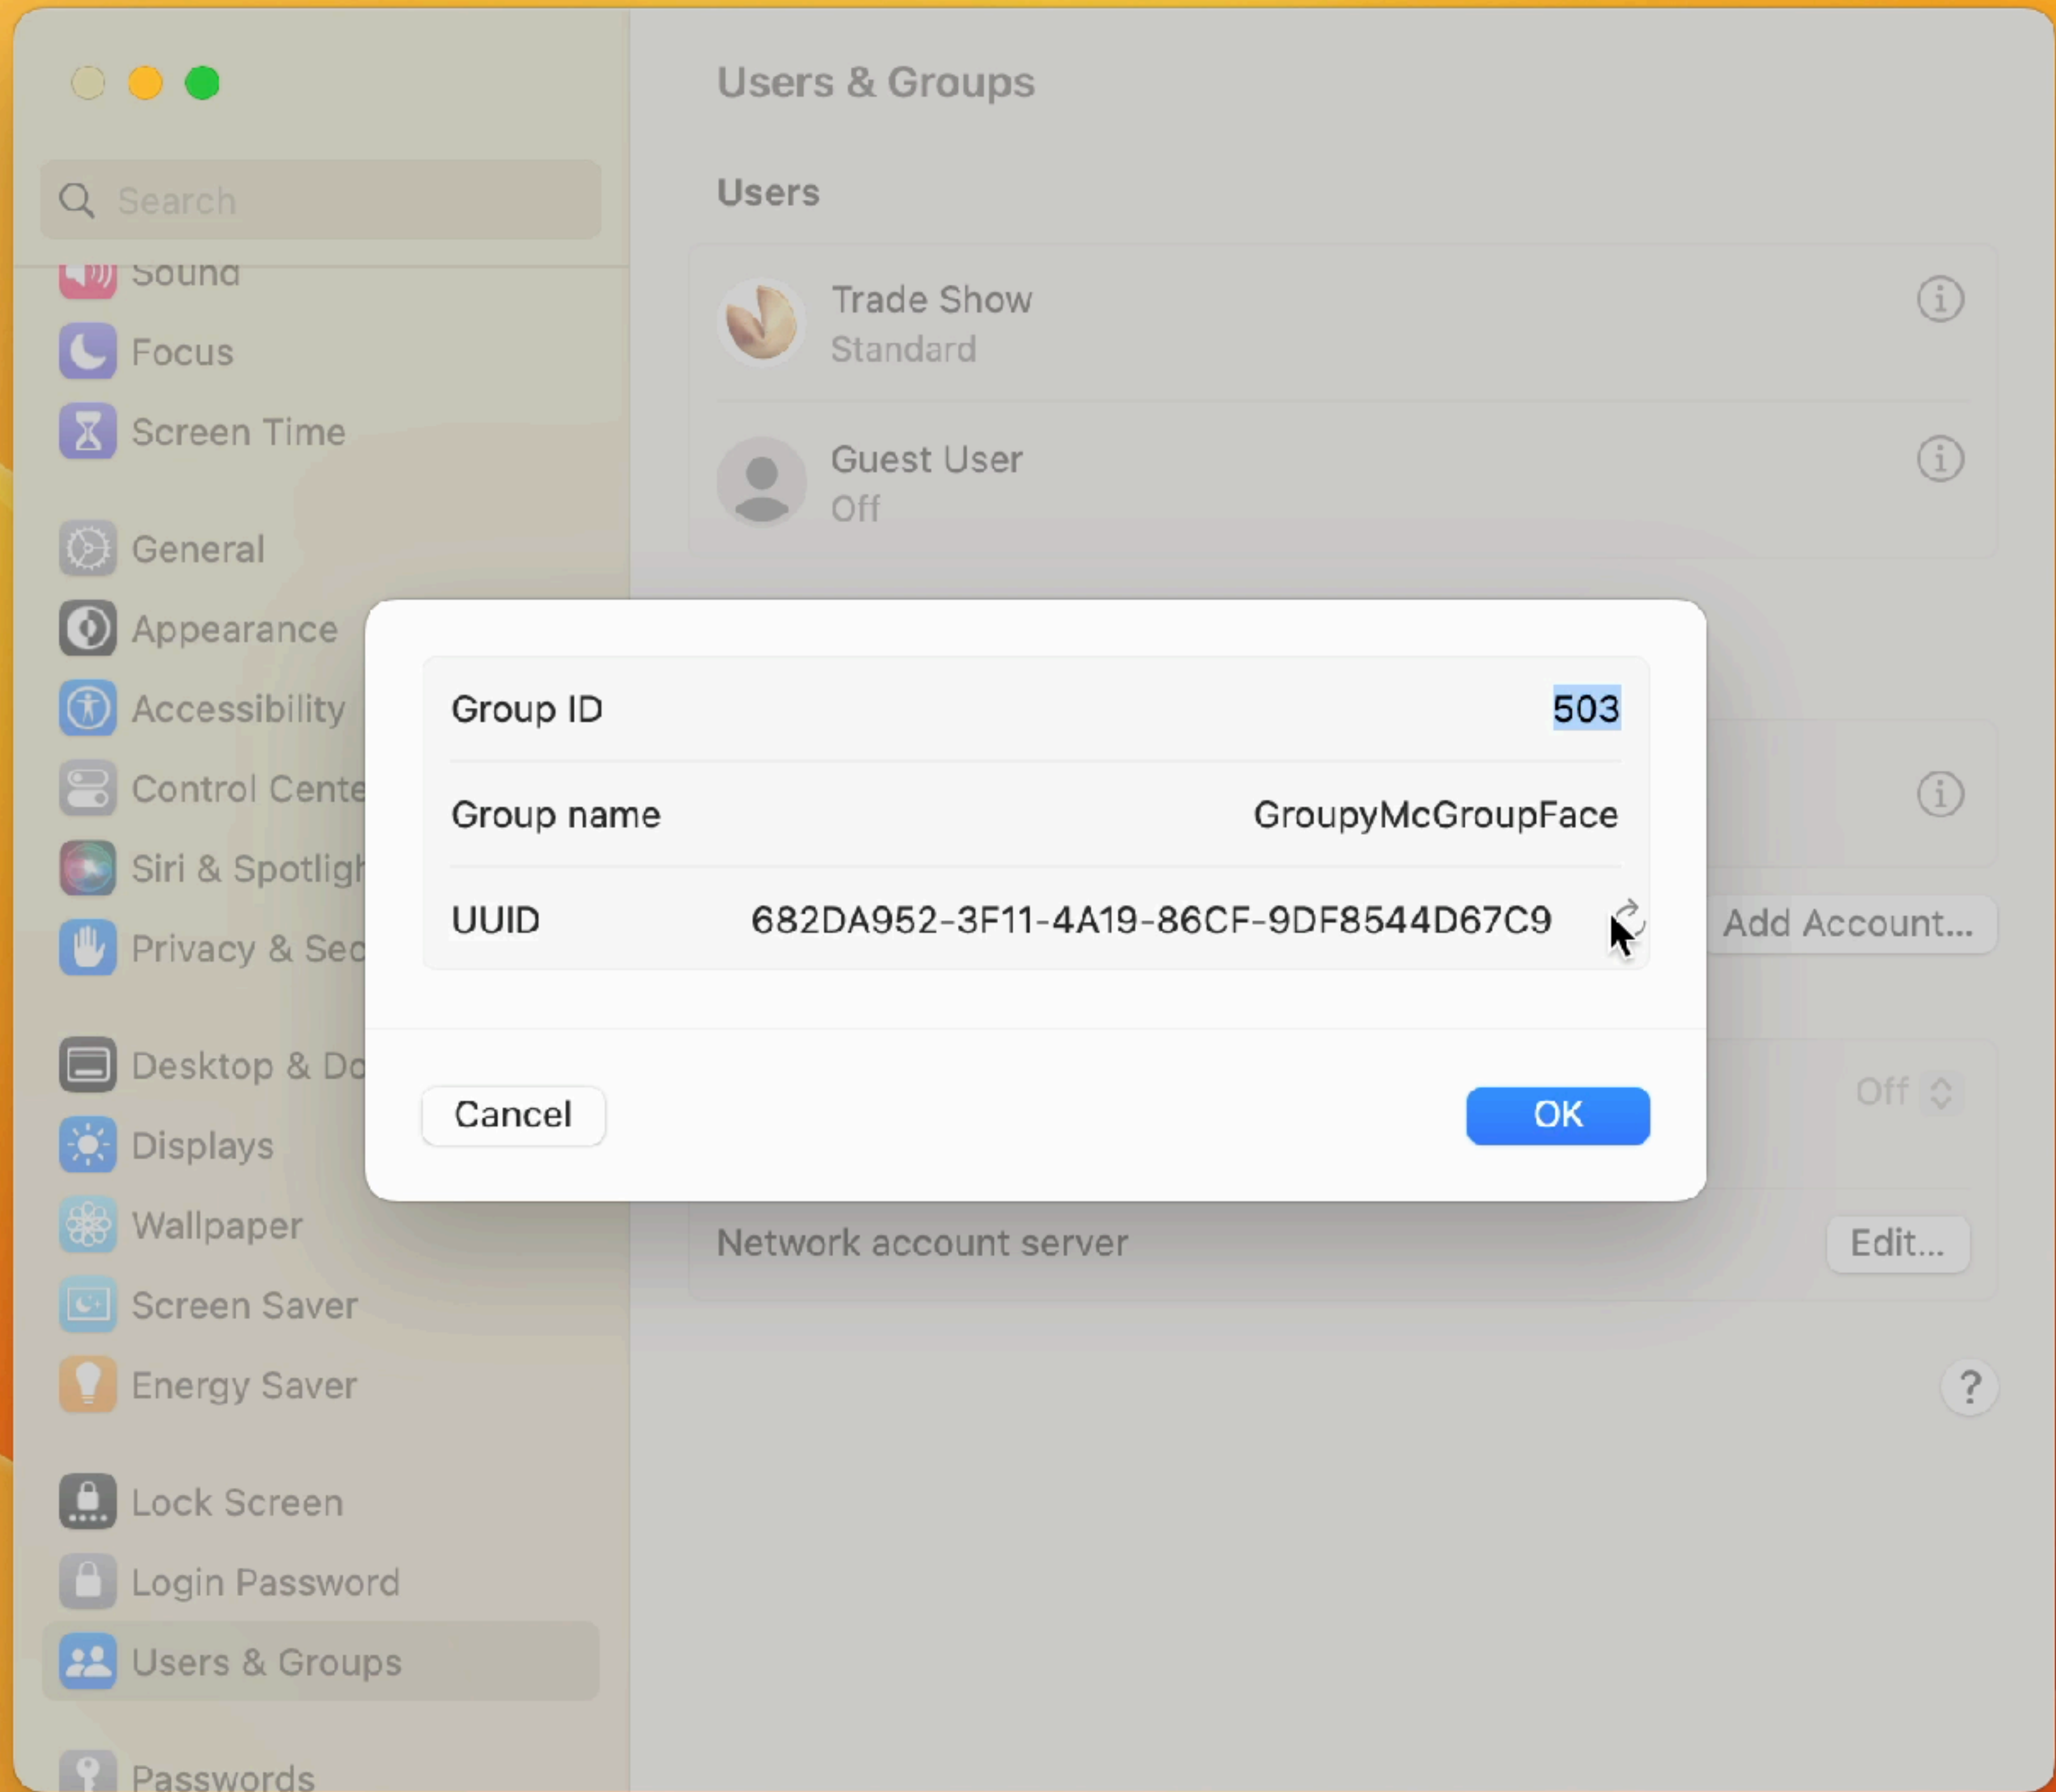 Users & Groups
Search
Users
Sound
Focus
Screen Time
General
Appearance
Accessibility
Control Cente
Siri & Spotligh
Privacy & Sec
Desktop & Do
Displays
Wallpaper
Screen Saver
Energy Saver
Lock Screen
Login Password
Users & Groups
Passwords
Trade Show
Standard
Guest User
Off
Group ID 503
Group name GroupyMcGroupFace
UUID 682DA952-3F11-4A19-86CF-9DF8544D67C9
Cancel OK
Add Account...
Off
Network account server Edit...
?